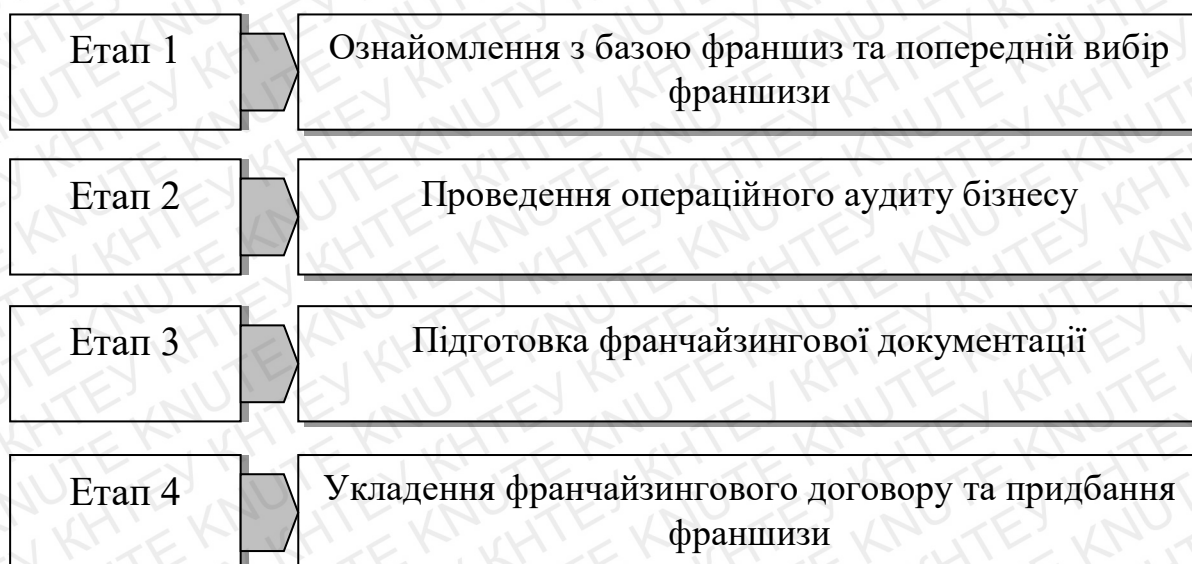 Етап 1
Ознайомлення з базою франшиз та попередній вибір
франшизи
Етап 2
Проведення операційного аудиту бізнесу
Етап 3
Підготовка франчайзингової документації
Етап 4
Укладення франчайзингового договору та придбання
франшизи